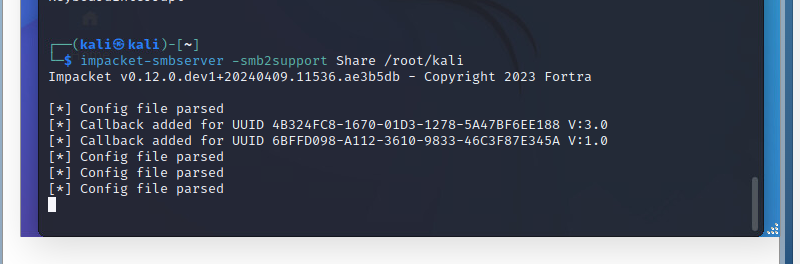 ┌──(kali㉿kali)-[~]
└─$ impacket-smbserver -smb2support Share /root/kali
Impacket v0.12.0.dev1+20240409.11536.ae3b5db - Copyright 2023 Fortra
[*] Config file parsed
[*] Callback added for UUID 4B324FC8-1670-01D3-1278-5A47BF6EE188 V:3.0
[*] Callback added for UUID 6BFFD098-A112-3610-9833-46C3F87E345A V:1.0
[*] Config file parsed
[*] Config file parsed
[*] Config file parsed